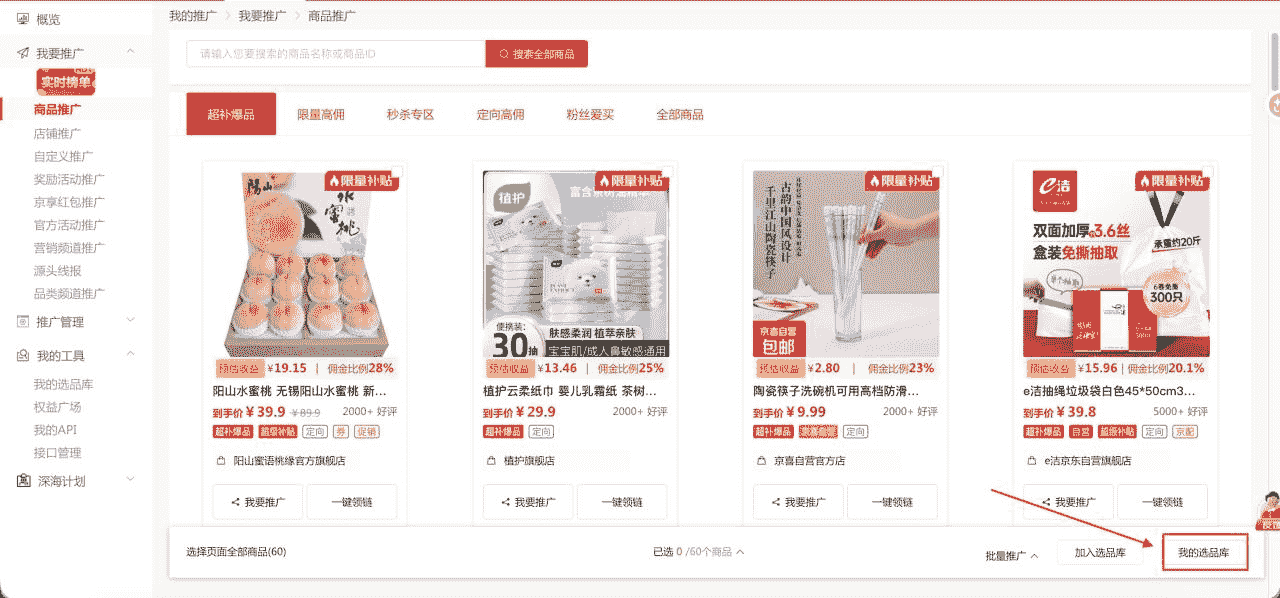 概览
我要推广
实时榜单
商品推广
店铺推广
自定义推广
奖励活动推广
京享红包推广
官方活动推广
营销频道推广
源头线报
品类频道推广
推广管理
我的工具
我的选品库
权益广场
我的API
接口管理
深海计划
我的推广 > 我要推广 > 商品推广
请输入您要搜索的商品名称或商品ID
搜索全部商品
超补爆品 限量高佣 秒杀专区 定向高佣 粉丝爱买 全部商品
限量补贴
阳山
水蜜桃
预估收益 ¥19.15 | 佣金比例28%
阳山水蜜桃 无锡阳山水蜜桃 新...
到手价 ¥ 39.9 ¥ 89.9 2000+ 好评
超补爆品 超级补贴 定向 券 促销
阳山蜜语桃缘官方旗舰店
我要推广 一键领链
限量补贴
植护
便携装:
30抽
肤感柔润 植萃亲肤
宝宝肌/成人鼻敏感通用
预估收益 ¥13.46 | 佣金比例25%
植护云柔纸巾 婴儿乳霜纸 茶树...
到手价 ¥ 29.9 2000+ 好评
超补爆品 定向
植护旗舰店
我要推广 一键领链
限量补贴
古韵中国风设计
千里江山陶瓷筷子
京喜自营
包邮
预估收益 ¥2.80 | 佣金比例23%
陶瓷筷子洗碗机可用高档防滑...
到手价 ¥ 9.99 2000+ 好评
超补爆品 京喜自营 定向
京喜自营官方店
我要推广 一键领链
限量补贴
e洁
双面加厚3.6丝
盒装免撕抽取
承重约20斤
单个抽取
6卷免撕
300只
预估收益 ¥15.96 | 佣金比例20.1%
e洁抽绳垃圾袋白色45*50cm3...
到手价 ¥ 39.8 5000+ 好评
超补爆品 自营 超级补贴 定向 京配
e洁京东自营旗舰店
我要推广 一键领链
选择页面全部商品(60)
已选 0 /60个商品
批量推广
加入选品库
我的选品库